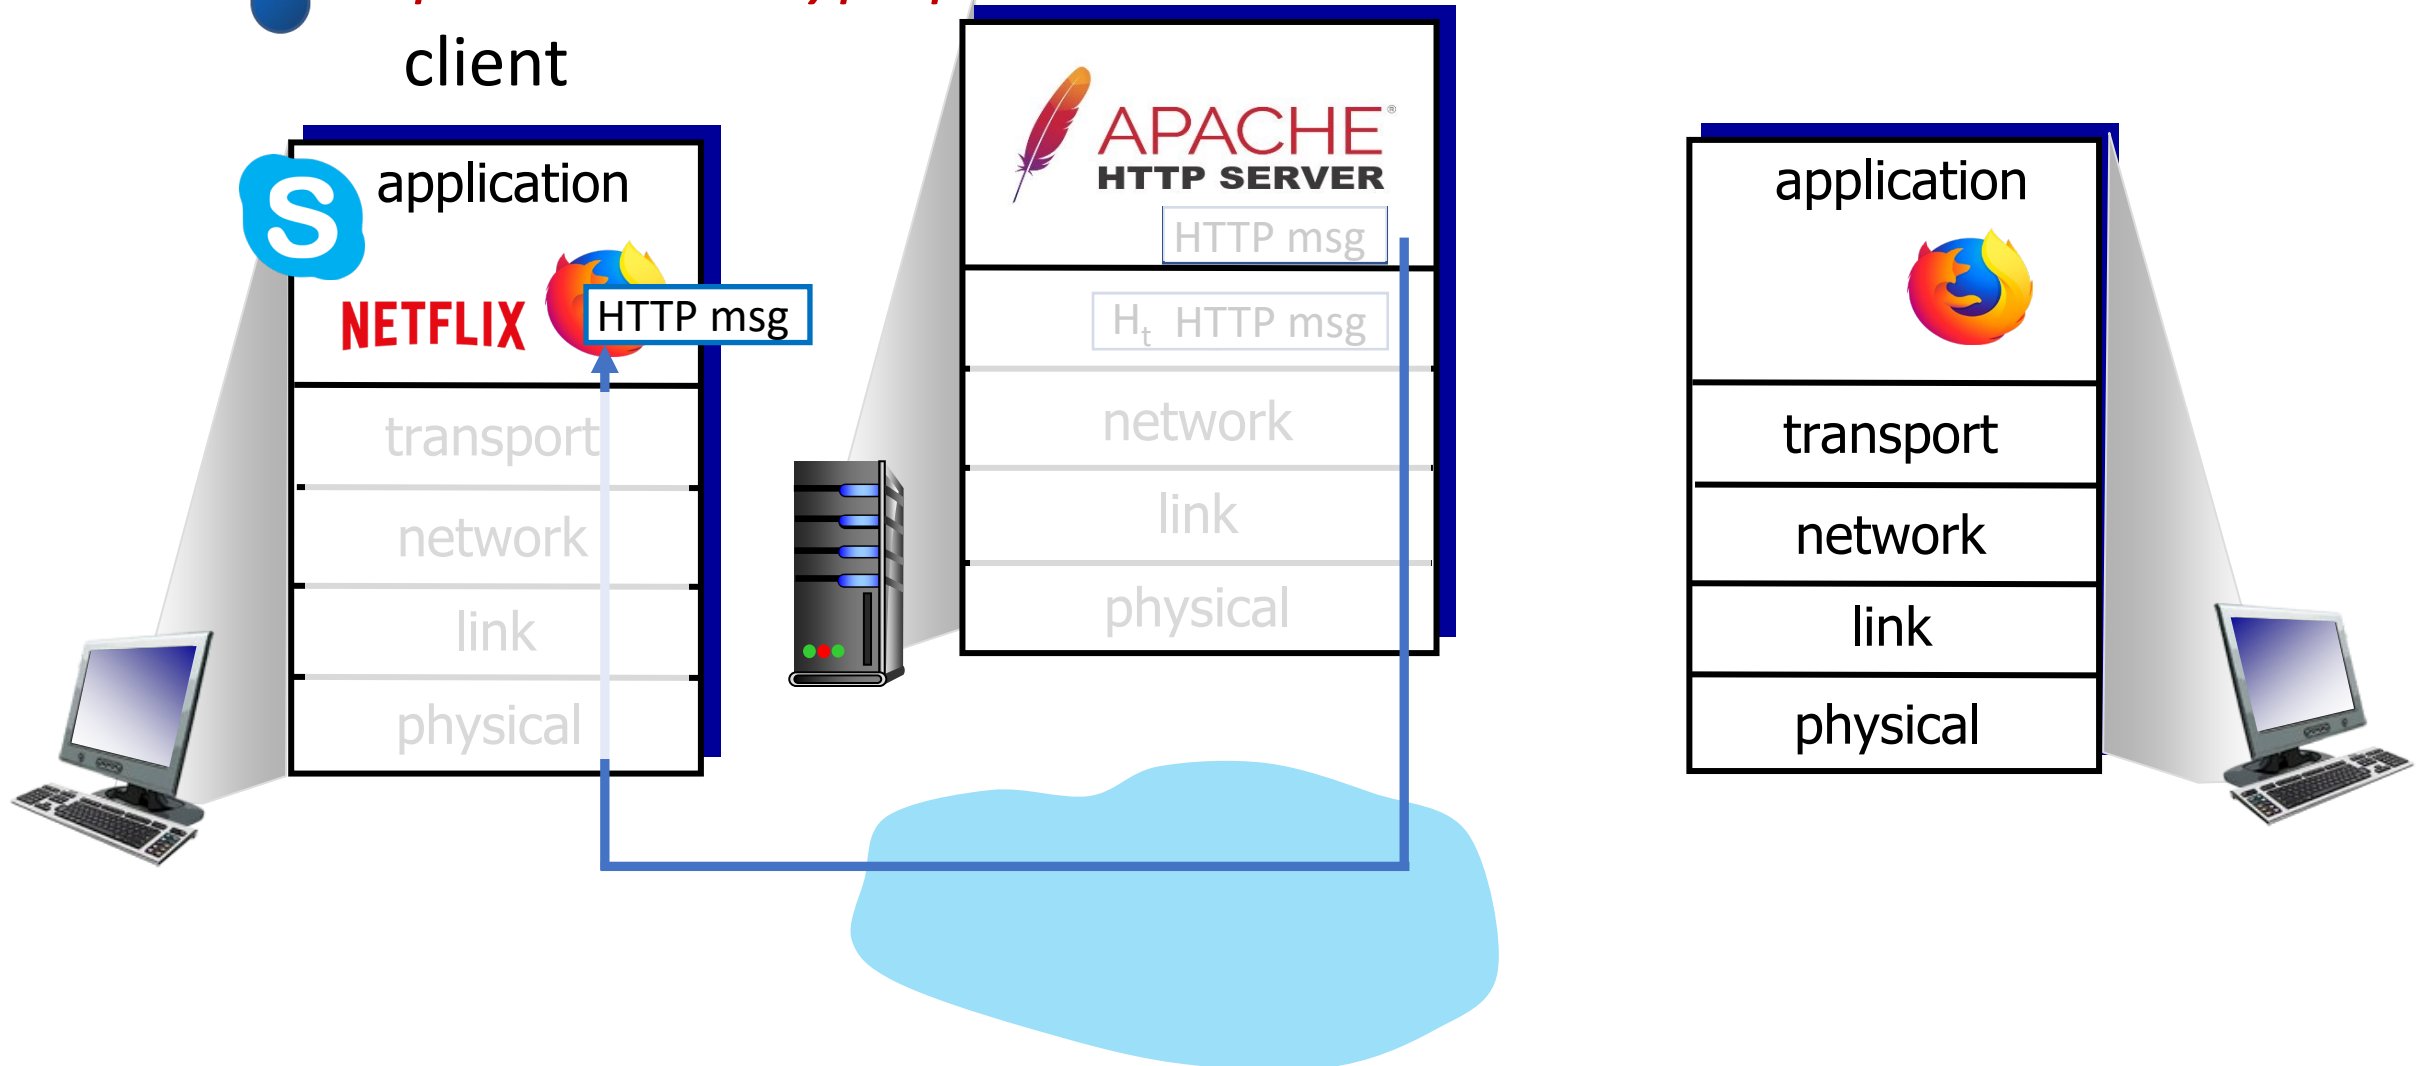 client
application
NETFLIX
HTTP msg
transport
network
link
physical
APACHE®
HTTP SERVER
HTTP msg
Ht HTTP msg
network
link
physical
application
transport
network
link
physical